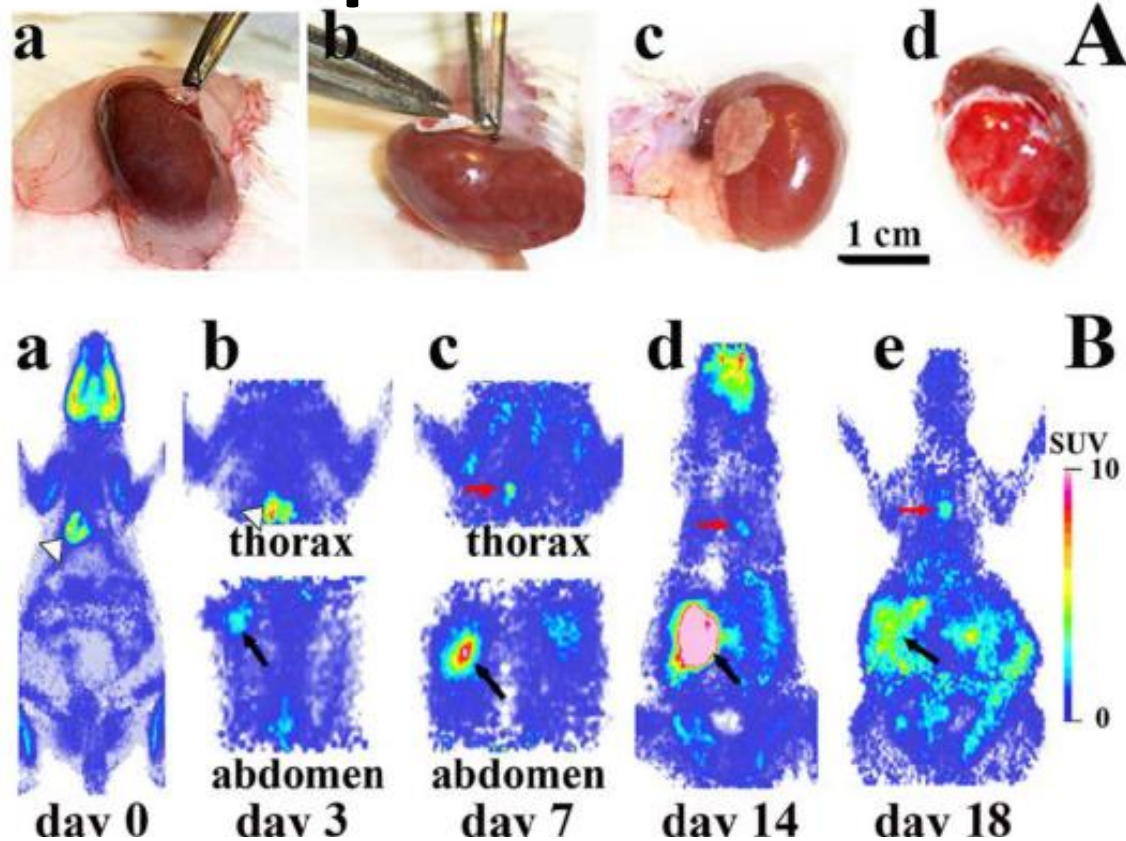 a b c d A
1 cm
a b c d e B
SUV
10
thorax thorax
0
abdomen abdomen
day 0 day 3 day 7 day 14 day 18